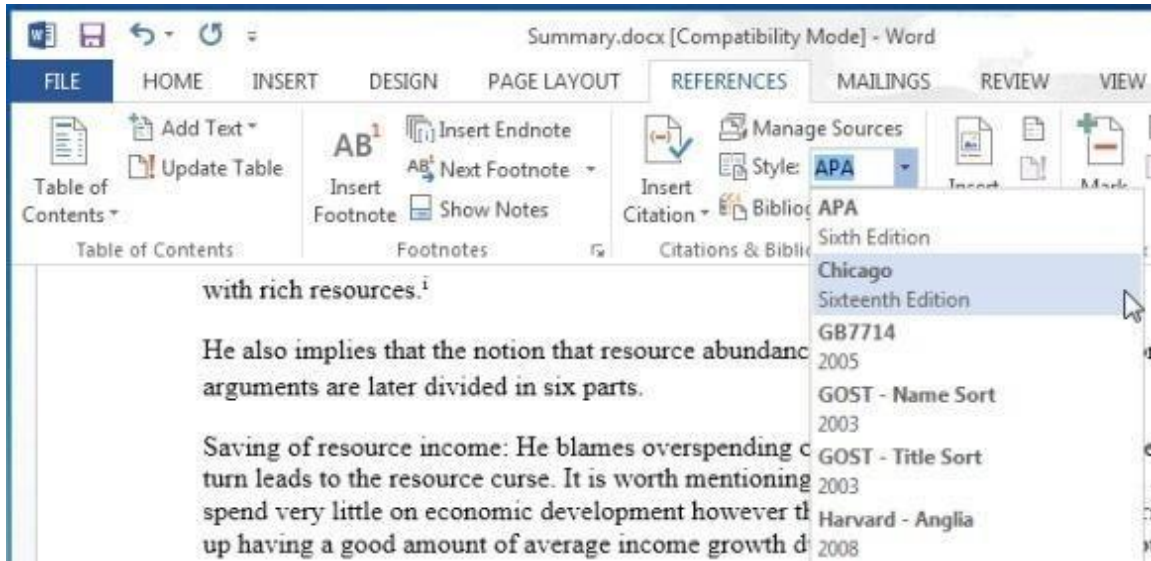 Summary.docx [Compatibility Mode] - Word
FILE HOME INSERT DESIGN PAGE LAYOUT REFERENCES MAILINGS REVIEW VIEW
Table of Contents
Add Text
Update Table
Table of Contents
AB1
Insert Footnote
Insert Endnote
AB1 Next Footnote
Show Notes
Footnotes
Insert Citation
Manage Sources
Style: APA
Citations &
APA
Sixth Edition
Chicago
Sixteenth Edition
GB7714
2005
GOST - Name Sort
2003
GOST - Title Sort
2003
Harvard - Anglia
2008
Insert
Mark
with rich resources.i
He also implies that the notion that resource
arguments are later divided in six parts.
Saving of resource income: He blames overspending
turn leads to the resource curse. It is worth mentioning
spend very little on economic development however
up having a good amount of average income growth